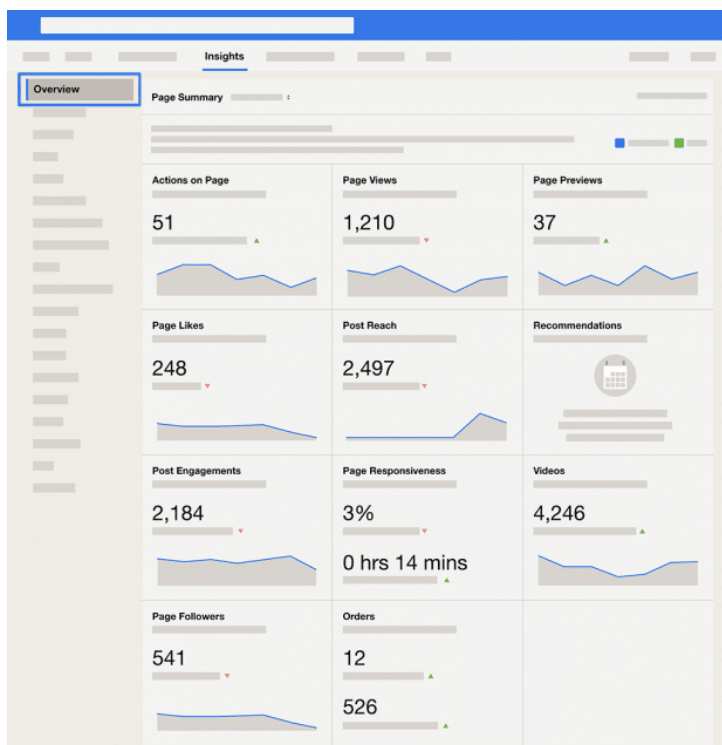 Insights
Overview
Page Summary
Actions on Page
Page Views
Page Previews
51
1,210
37
Page Likes
Post Reach
Recommendations
248
2,497
Post Engagements
Page Responsiveness
Videos
2,184
3%
4,246
0 hrs 14 mins
Page Followers
Orders
541
12
526